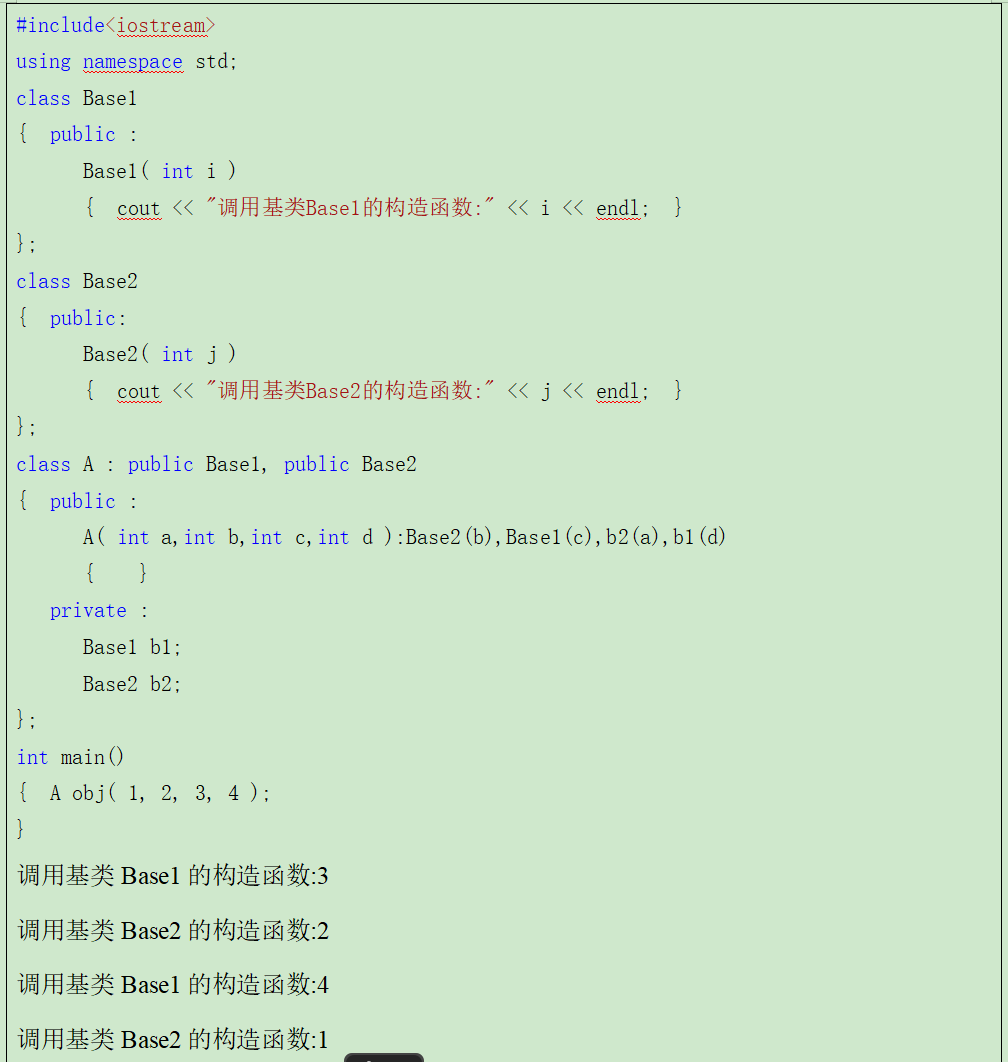 #include<iostream>
using namespace std;
class Base1
{  public :
      Base1( int i )
      {  cout << "调用基类Base1的构造函数:" << i << endl;  }
};
class Base2
{  public:
      Base2( int j )
      {  cout << "调用基类Base2的构造函数:" << j << endl;  }
};
class A : public Base1, public Base2
{  public :
      A( int a,int b,int c,int d ):Base2(b),Base1(c),b2(a),b1(d)
      {    }
   private :
      Base1 b1;
      Base2 b2;
};
int main()
{  A obj( 1, 2, 3, 4 );
}
调用基类 Base1 的构造函数:3
调用基类 Base2 的构造函数:2
调用基类 Base1 的构造函数:4
调用基类 Base2 的构造函数:1